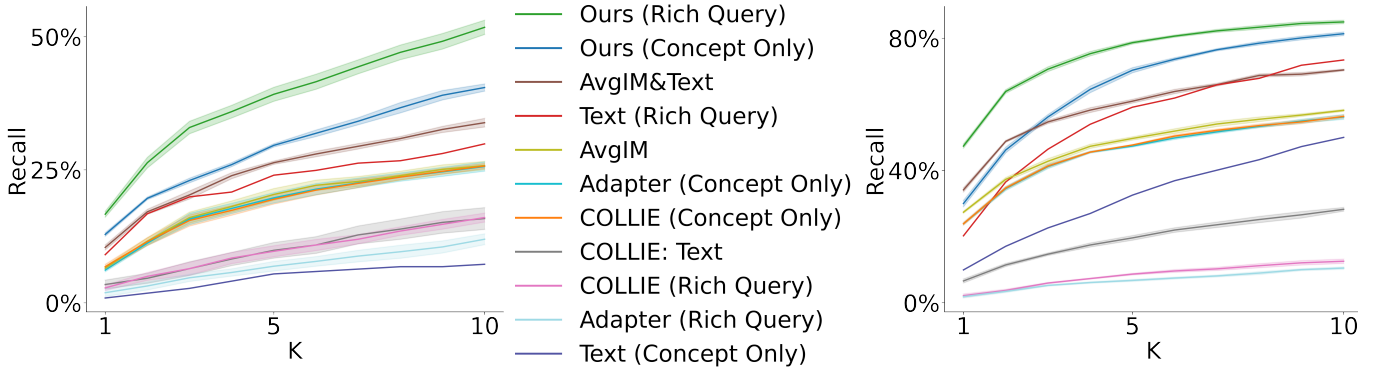 50%
25%
0%
Recall
1
5
10
K
Ours (Rich Query)
Ours (Concept Only)
AvgIM&Text
Text (Rich Query)
AvgIM
Adapter (Concept Only)
COLLIE (Concept Only)
COLLIE: Text
COLLIE (Rich Query)
Adapter (Rich Query)
Text (Concept Only)
80%
40%
0%
Recall
1
5
10
K